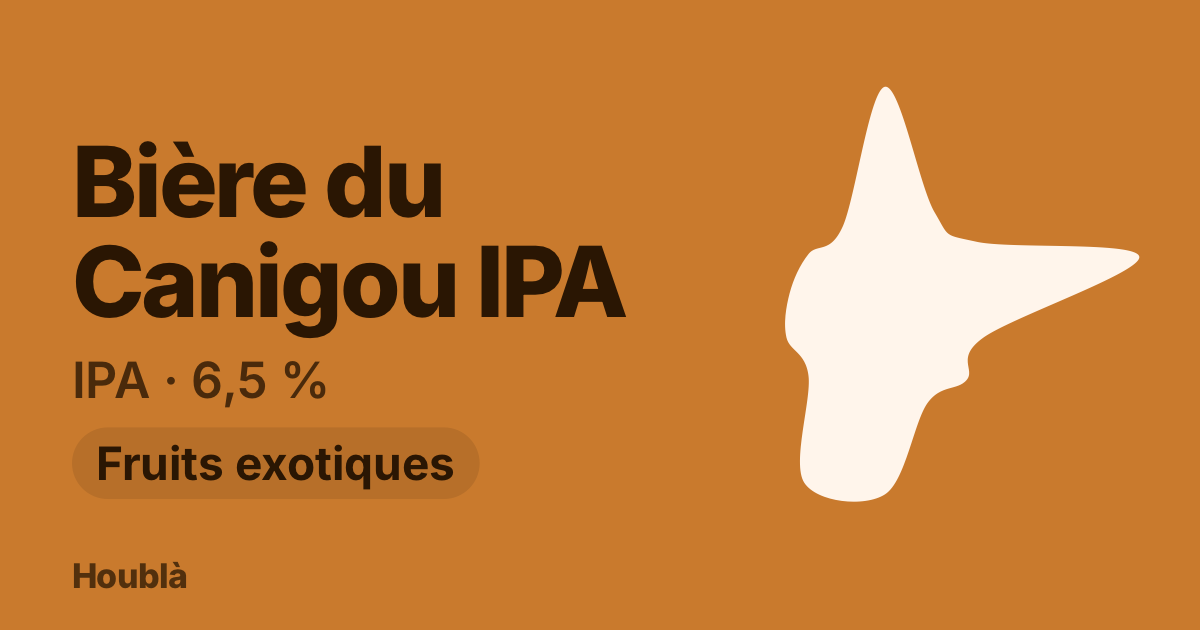 Bière du
Canigou IPA
IPA · 6,5 %
Fruits exotiques
Houblà